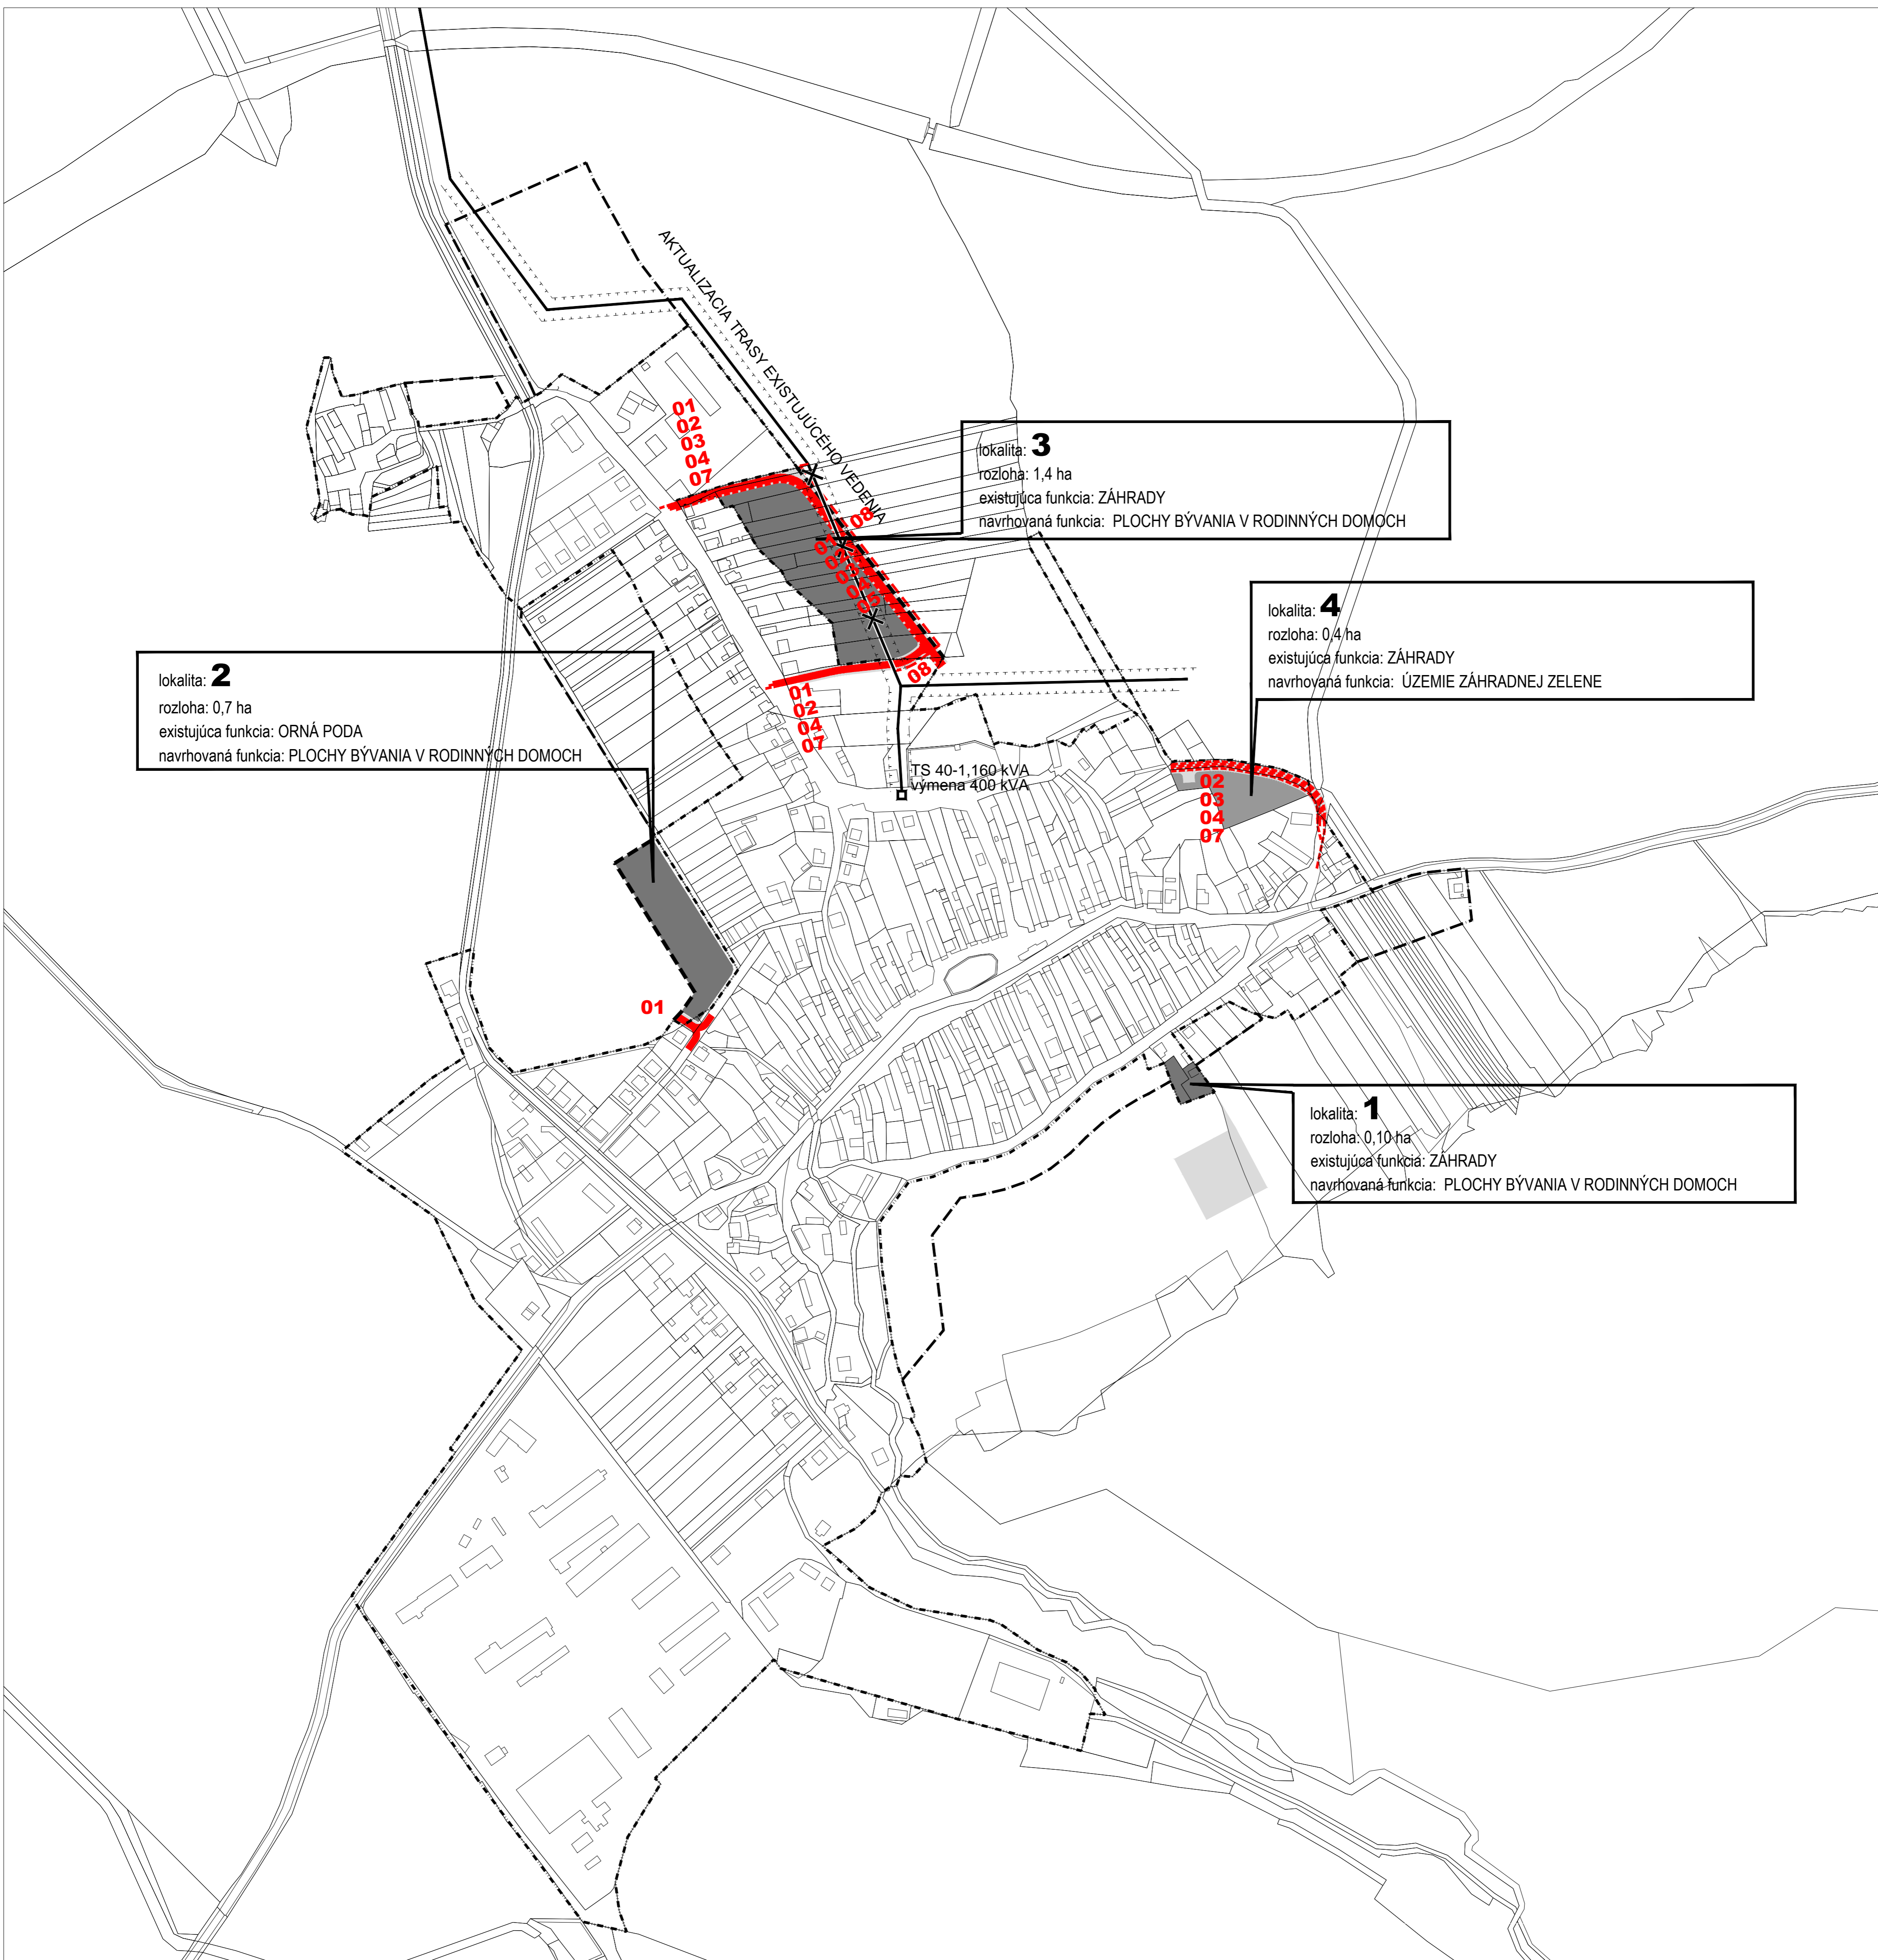 AKTUALIZACIA TRASY EXISTUJÚCÉHO VEDENIA
01
02
03
04
07
lokalita: 3
rozloha: 1,4 ha
existujúca funkcia: ZÁHRADY
navrhovaná funkcia: PLOCHY BÝVANIA V RODINNÝCH DOMOCH
08
05
08
01
02
04
07
lokalita: 4
rozloha: 0,4 ha
existujúca funkcia: ZÁHRADY
navrhovaná funkcia: ÚZEMIE ZÁHRADNEJ ZELENE
lokalita: 2
rozloha: 0,7 ha
existujúca funkcia: ORNÁ PODA
navrhovaná funkcia: PLOCHY BÝVANIA V RODINNÝCH DOMOCH
TS 40-1,160 kVA
výmena 400 kVA
02
03
04
07
01
lokalita: 1
rozloha: 0,10 ha
existujúca funkcia: ZÁHRADY
navrhovaná funkcia: PLOCHY BÝVANIA V RODINNÝCH DOMOCH